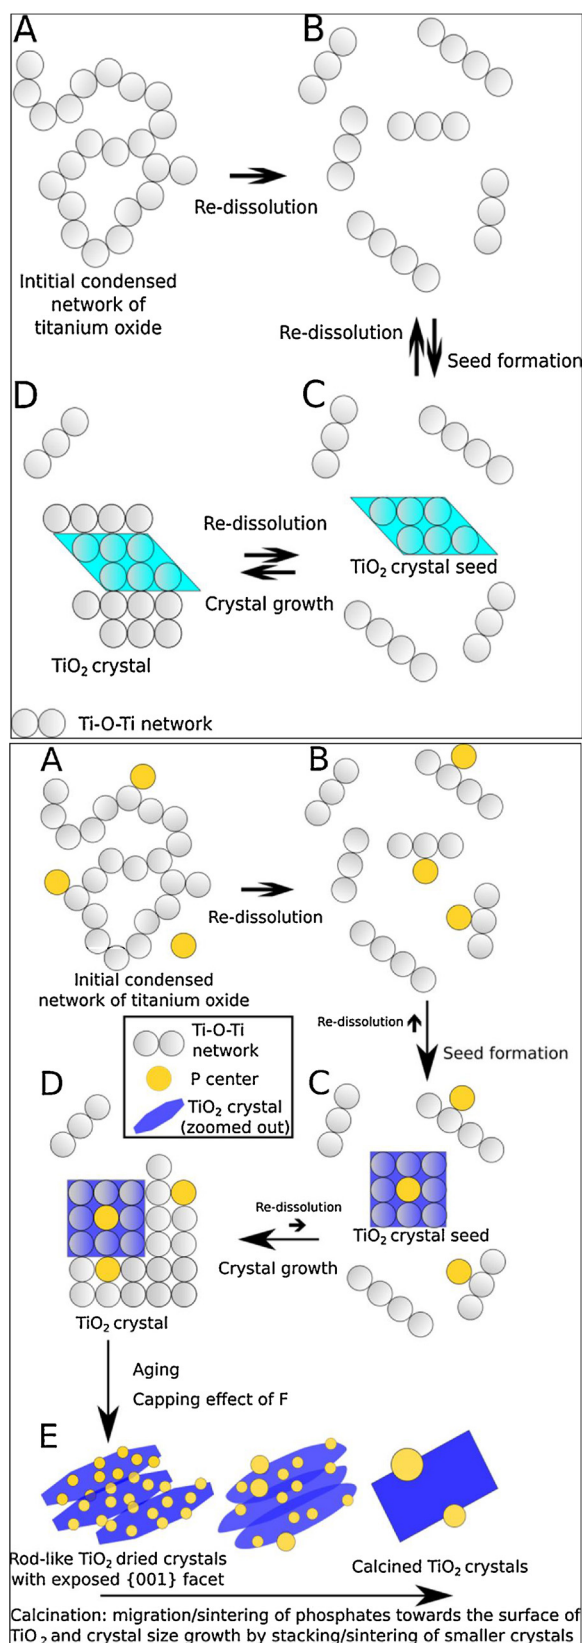 A
B
Re-dissolution
Intitial condensed
network of
titanium oxide
Re-dissolution
Seed formation
D
C
Re-dissolution
Crystal growth
TiO2 crystal seed
TiO2 crystal
Ti-O-Ti network
A
B
Re-dissolution
Initial condensed
network of titanium oxide
Re-dissolution
Seed formation
Ti-O-Ti
network
P center
TiO2 crystal
(zoomed out)
D
C
Re-dissolution
Crystal growth
TiO2 crystal seed
TiO2 crystal
Aging
Capping effect of F
E
Rod-like TiO2 dried crystals
with exposed {001} facet
Calcined TiO2 crystals
Calcination: migration/sintering of phosphates towards the surface of
TiO2 and crystal size growth by stacking/sintering of smaller crystals